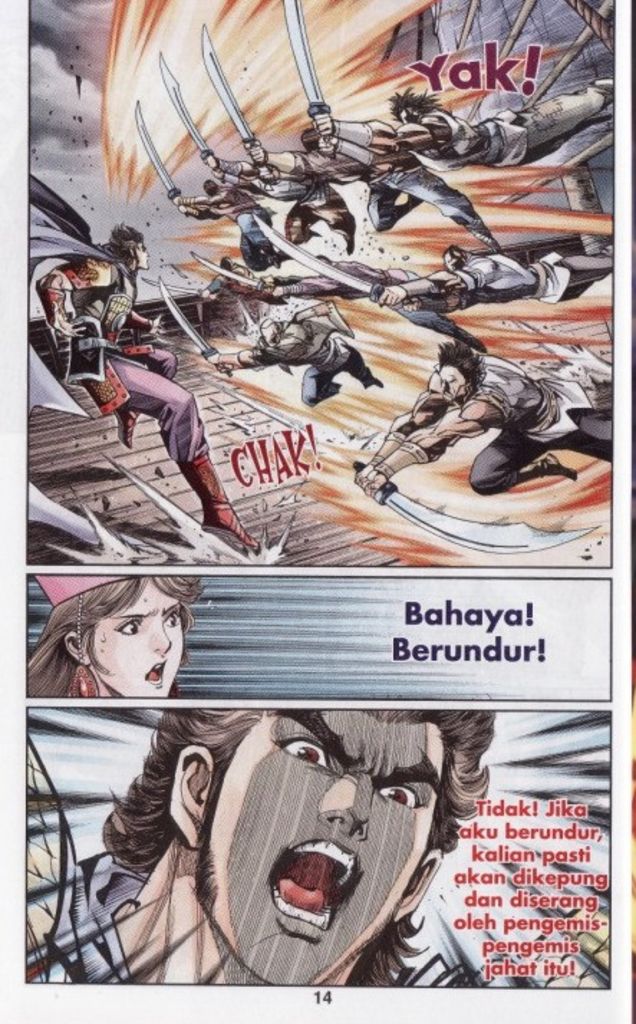 Yak!
CHAK!
Bahaya!
Berundur!
Tidak! Jika
aku berundur,
kalian pasti
akan dikepung
dan diserang
oleh pengemis-
pengemis
jahat itu!
14